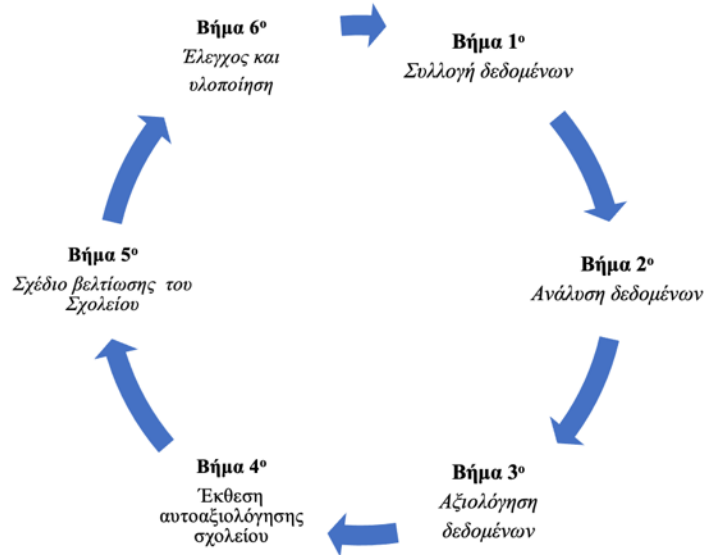 Βήμα 1ο
Συλλογή δεδομένων
Βήμα 2ο
Ανάλυση δεδομένων
Βήμα 3ο
Αξιολόγηση
δεδομένων
Βήμα 4ο
Έκθεση
αυτοαξιολόγησης
σχολείου
Βήμα 5ο
Σχέδιο βελτίωσης του
Σχολείου
Βήμα 6ο
Έλεγχος και
υλοποίηση